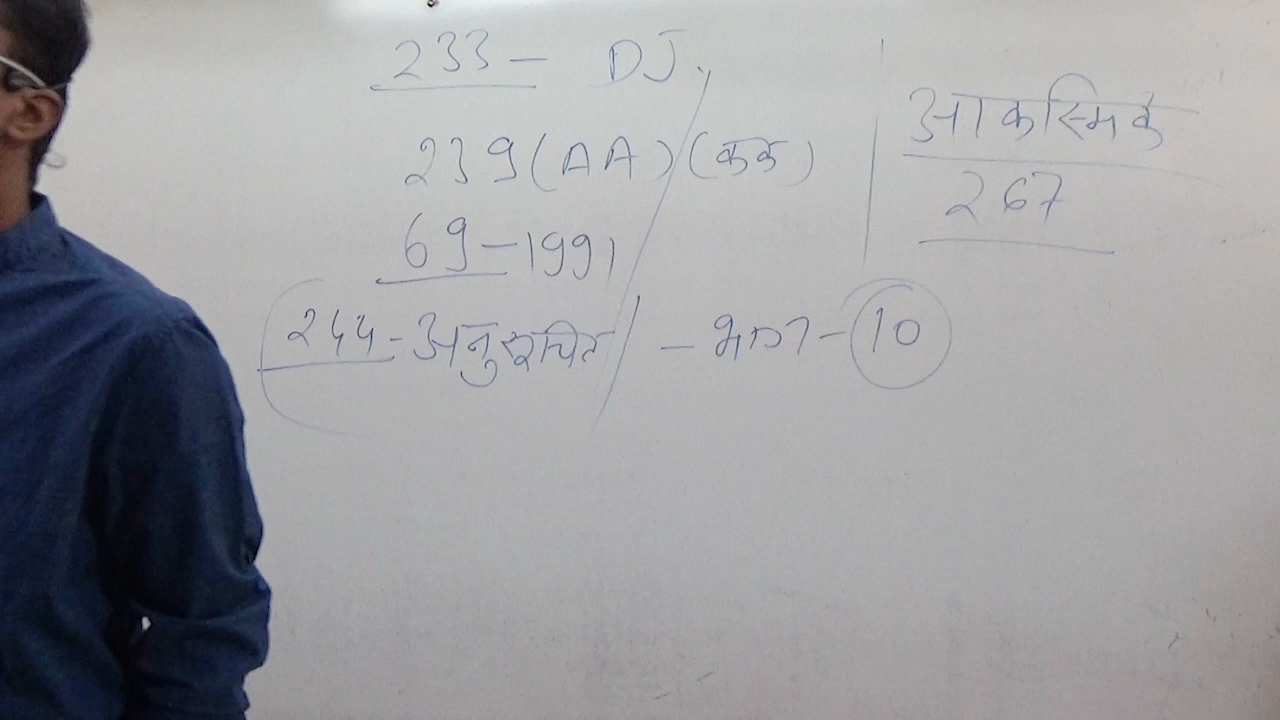 233 - DJ.
239 (AA) (कक)
69 - 1991
244 - अनुसूचित - भाग - 10
आकस्मिक
267